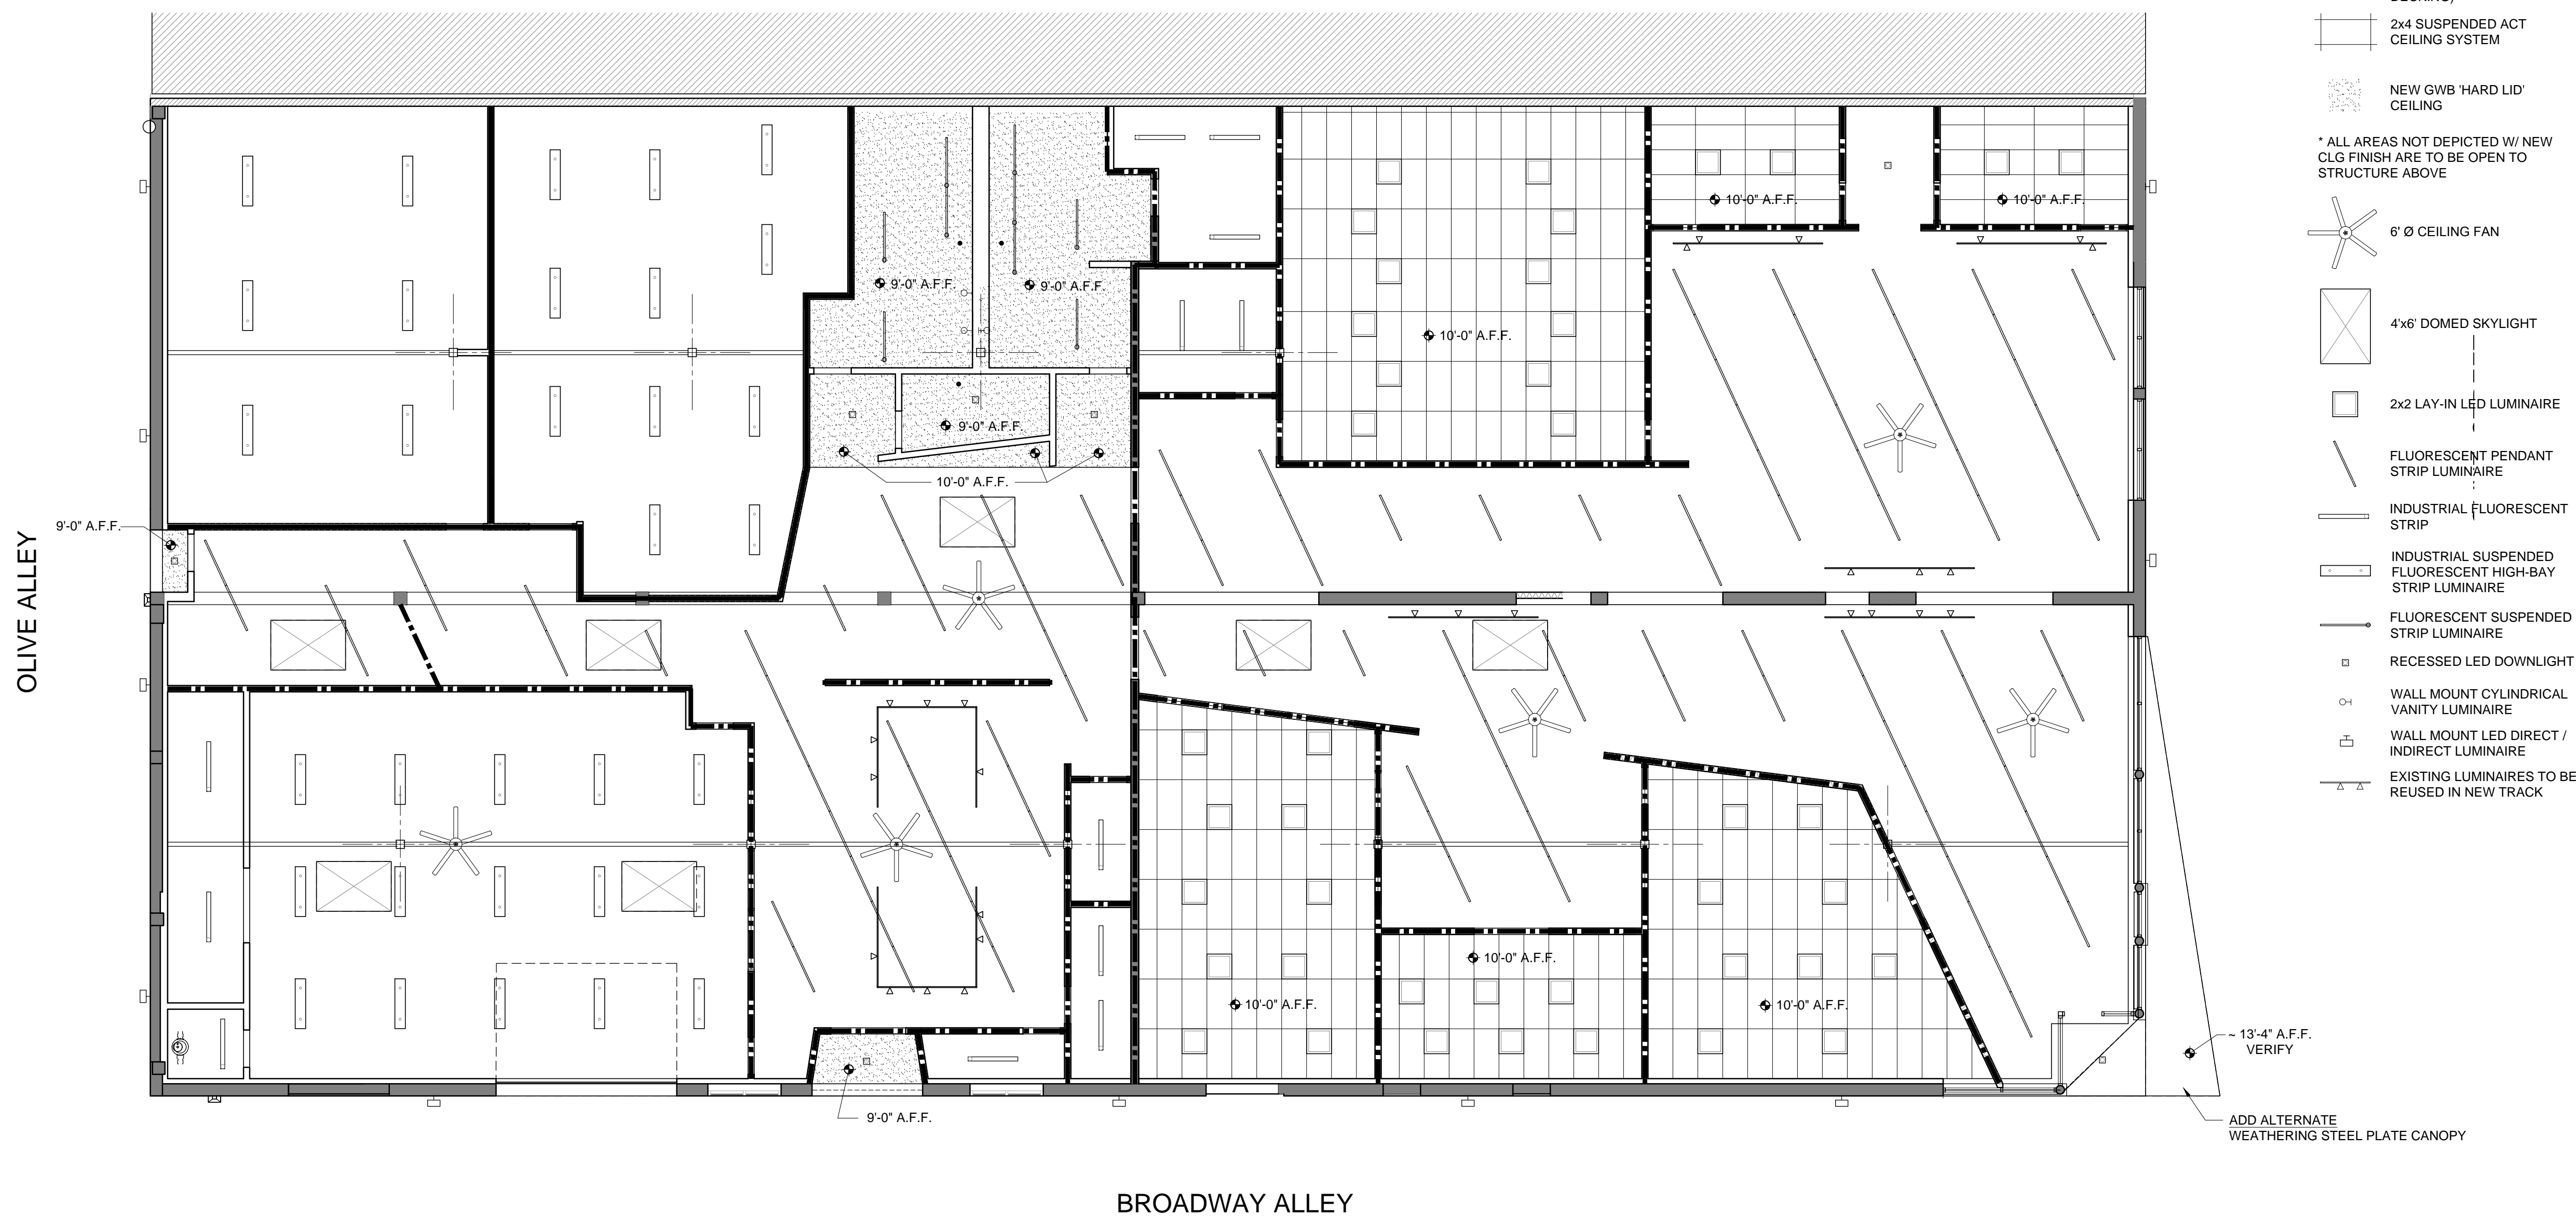 2x4 SUSPENDED ACT
CEILING SYSTEM
NEW GWB 'HARD LID'
CEILING
* ALL AREAS NOT DEPICTED W/ NEW
CLG FINISH ARE TO BE OPEN TO
STRUCTURE ABOVE
6' Ø CEILING FAN
4'x6' DOMED SKYLIGHT
2x2 LAY-IN LED LUMINAIRE
FLUORESCENT PENDANT
STRIP LUMINAIRE
INDUSTRIAL FLUORESCENT
STRIP
INDUSTRIAL SUSPENDED
FLUORESCENT HIGH-BAY
STRIP LUMINAIRE
FLUORESCENT SUSPENDED
STRIP LUMINAIRE
RECESSED LED DOWNLIGHT
WALL MOUNT CYLINDRICAL
VANITY LUMINAIRE
WALL MOUNT LED DIRECT /
INDIRECT LUMINAIRE
EXISTING LUMINAIRES TO BE
REUSED IN NEW TRACK
10'-0" A.F.F.
10'-0" A.F.F.
9'-0" A.F.F.
9'-0" A.F.F.
10'-0" A.F.F.
9'-0" A.F.F.
10'-0" A.F.F.
9'-0" A.F.F.
OLIVE ALLEY
10'-0" A.F.F.
10'-0" A.F.F.
10'-0" A.F.F.
~ 13'-4" A.F.F.
VERIFY
9'-0" A.F.F.
ADD ALTERNATE
WEATHERING STEEL PLATE CANOPY
BROADWAY ALLEY